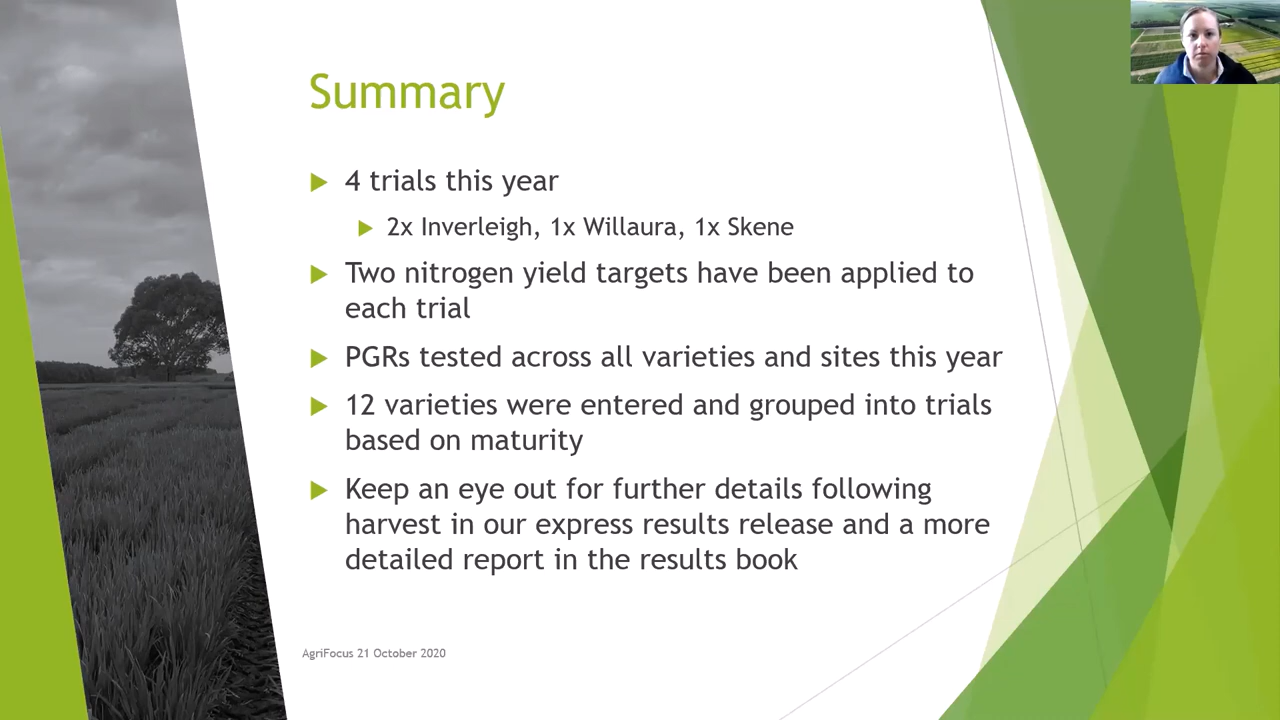 Summary
4 trials this year
2x Inverleigh, 1x Willaura, 1x Skene
Two nitrogen yield targets have been applied to
each trial
PGRs tested across all varieties and sites this year
12 varieties were entered and grouped into trials
based on maturity
Keep an eye out for further details following
harvest in our express results release and a more
detailed report in the results book
AgriFocus 21 October 2020